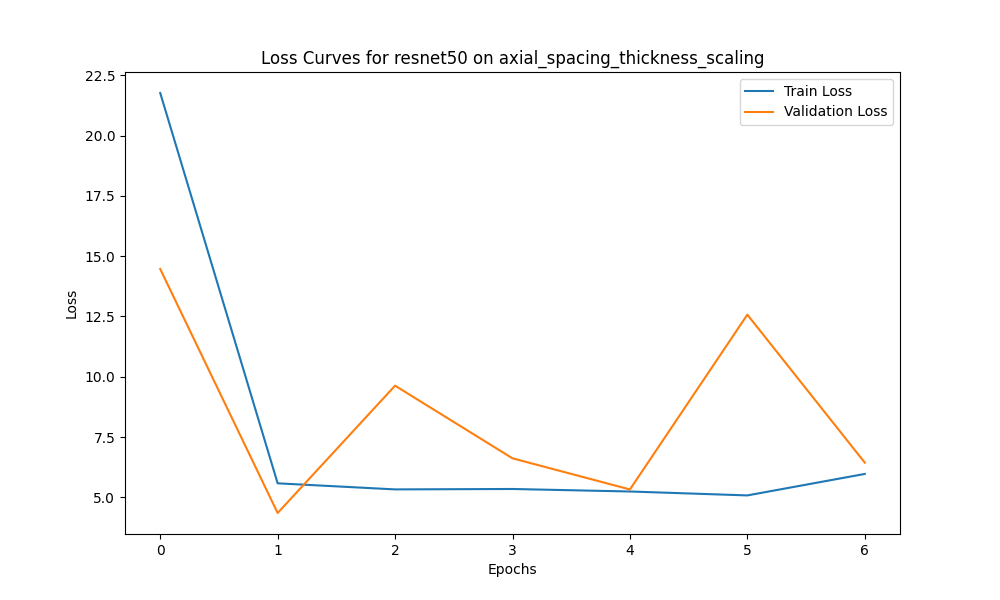 Loss Curves for resnet50 on axial_spacing_thickness_scaling
Train Loss
Validation Loss
22.5
20.0
17.5
15.0
12.5
10.0
7.5
5.0
Loss
0 1 2 3 4 5 6
Epochs